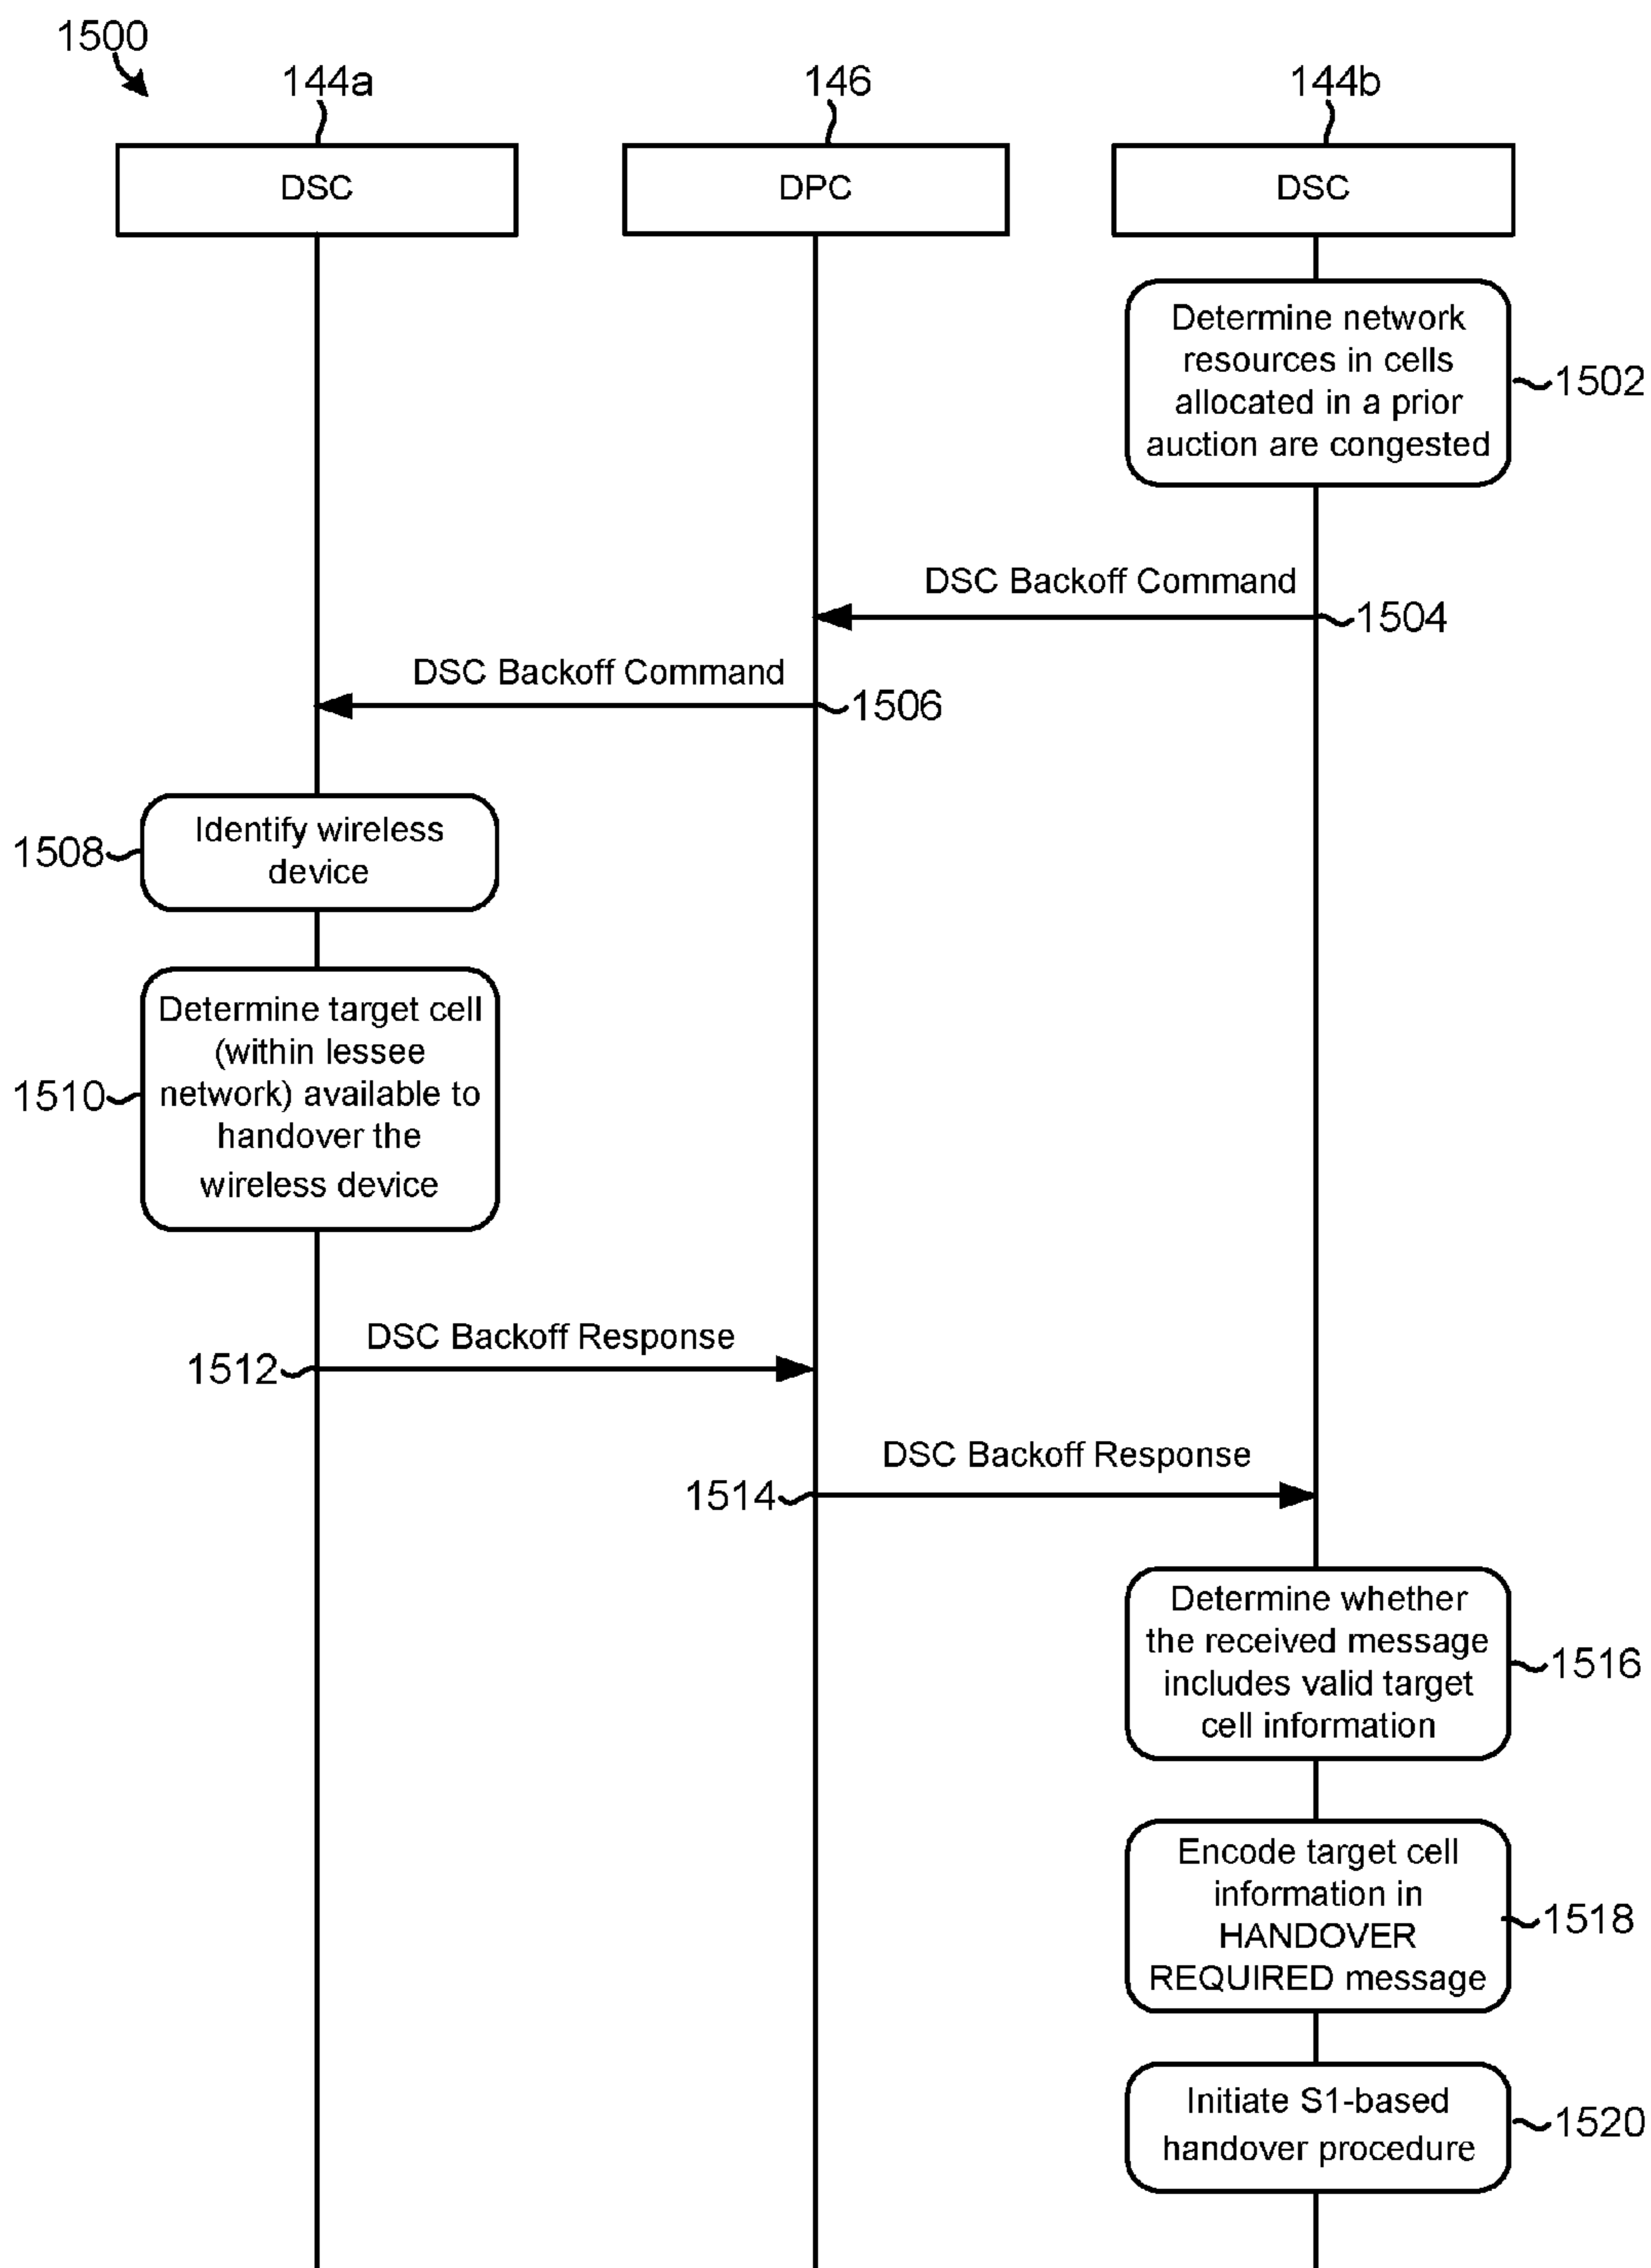 1500
144a
146
144b
DSC
DPC
DSC
Determine network
resources in cells
allocated in a prior
auction are congested
1502
DSC Backoff Command
1504
DSC Backoff Command
1506
Identify wireless
device
1508
Determine target cell
(within lessee
network) available to
handover the
wireless device
1510
DSC Backoff Response
1512
DSC Backoff Response
1514
Determine whether
the received message
includes valid target
cell information
1516
Encode target cell
information in
HANDOVER
REQUIRED message
1518
Initiate S1-based
handover procedure
1520